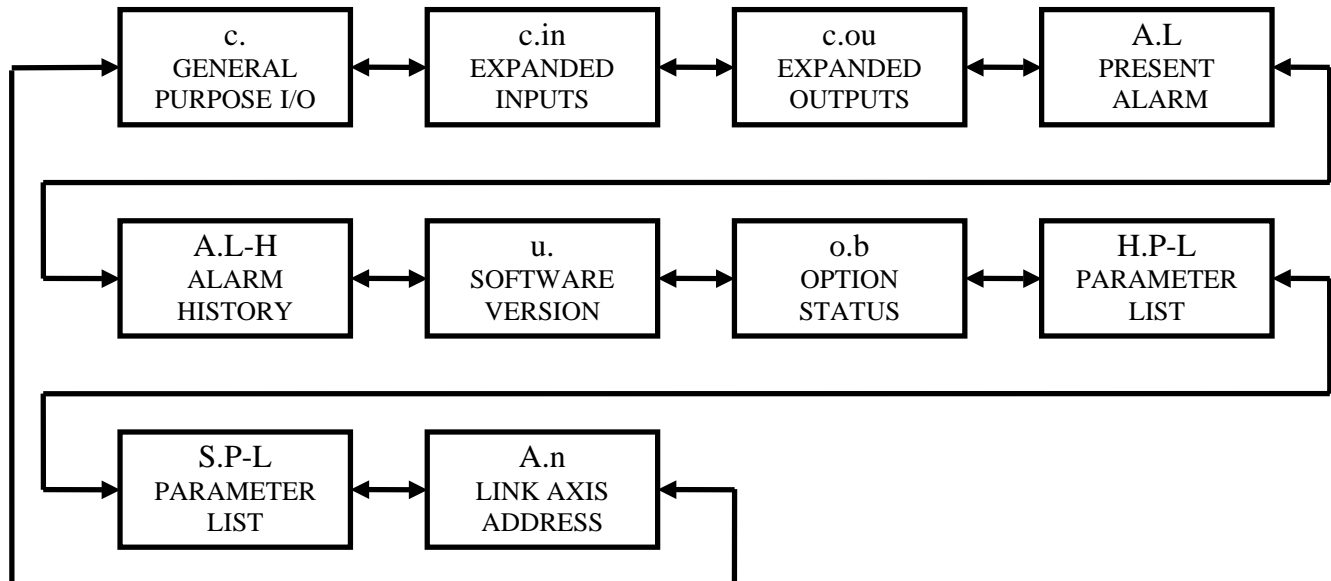 c.
GENERAL
PURPOSE I/O
c.in
EXPANDED
INPUTS
c.ou
EXPANDED
OUTPUTS
A.L
PRESENT
ALARM
A.L-H
ALARM
HISTORY
u.
SOFTWARE
VERSION
o.b
OPTION
STATUS
H.P-L
PARAMETER
LIST
S.P-L
PARAMETER
LIST
A.n
LINK AXIS
ADDRESS